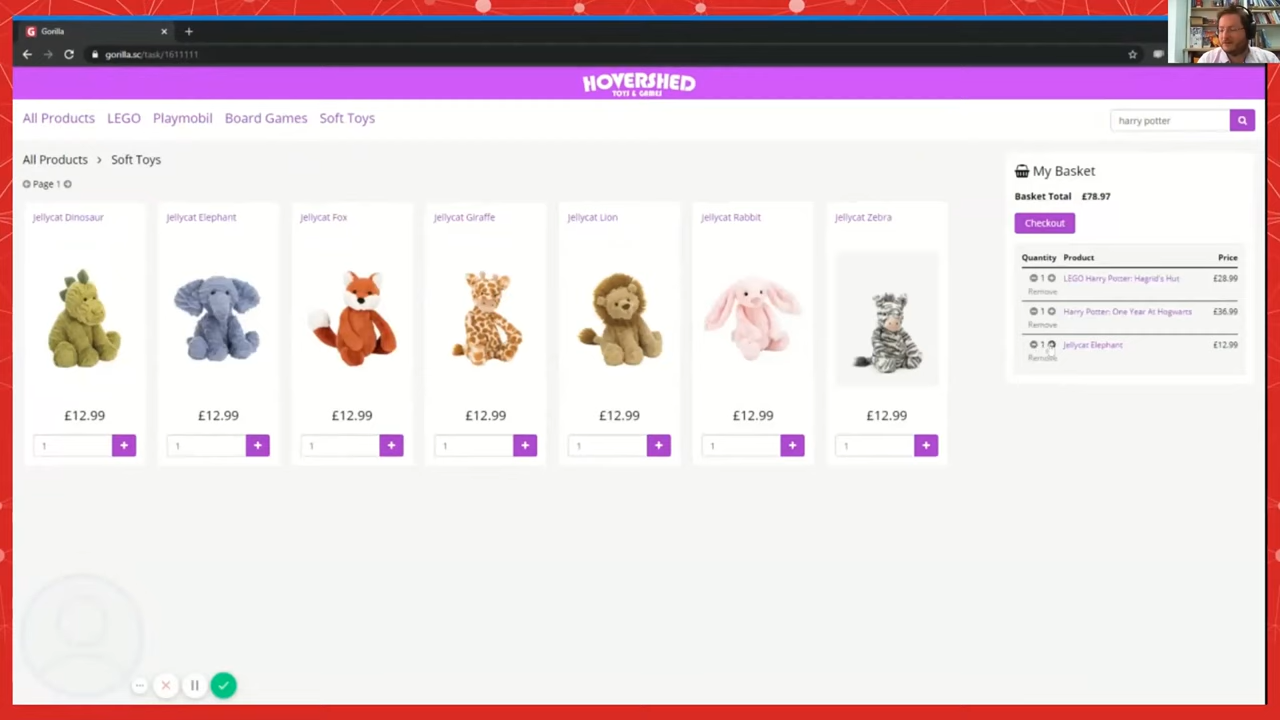 Gorilla
gorilla.sc/task/1611111
HOVERSHED
TOYS & GAMES
All Products LEGO Playmobil Board Games Soft Toys
harry potter
All Products > Soft Toys
Page 1
Jellycat Dinosaur
Jellycat Elephant
Jellycat Fox
Jellycat Giraffe
Jellycat Lion
Jellycat Rabbit
Jellycat Zebra
£12.99
£12.99
£12.99
£12.99
£12.99
£12.99
£12.99
1
1
1
1
1
1
1
My Basket
Basket Total £78.97
Checkout
Quantity Product Price
1 LEGO Harry Potter: Hagrid's Hut £28.99
Remove
1 Harry Potter: One Year At Hogwarts £36.99
Remove
1 Jellycat Elephant £12.99
Remove